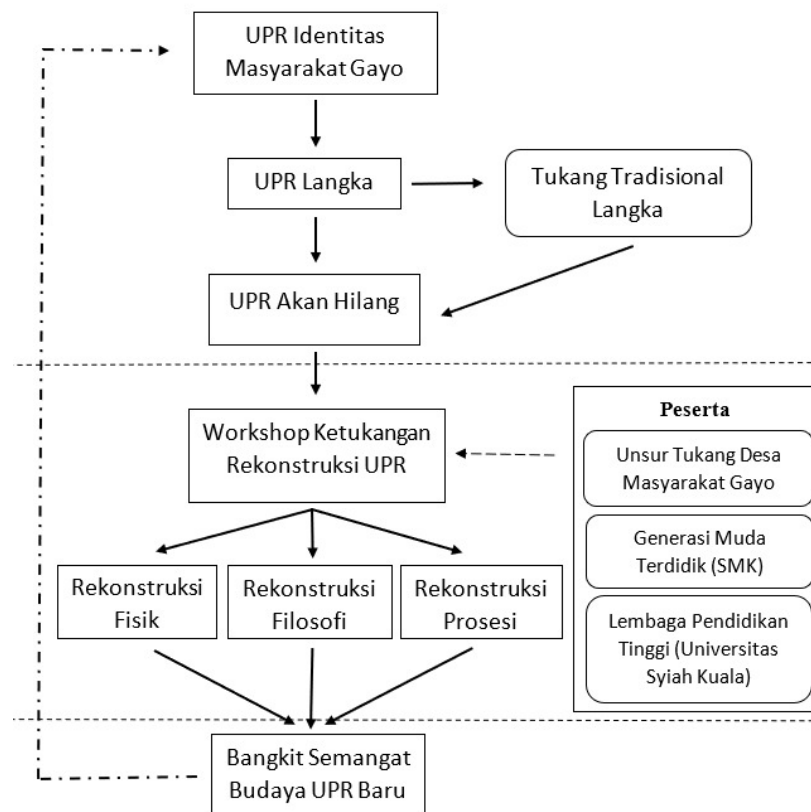 UPR Identitas
Masyarakat Gayo
UPR Langka
Tukang Tradisional
Langka
UPR Akan Hilang
Workshop Ketukangan
Rekonstruksi UPR
Peserta
Unsur Tukang Desa
Masyarakat Gayo
Generasi Muda
Terdidik (SMK)
Lembaga Pendidikan
Tinggi (Universitas
Syiah Kuala)
Rekonstruksi
Fisik
Rekonstruksi
Filosofi
Rekonstruksi
Prosesi
Bangkit Semangat
Budaya UPR Baru